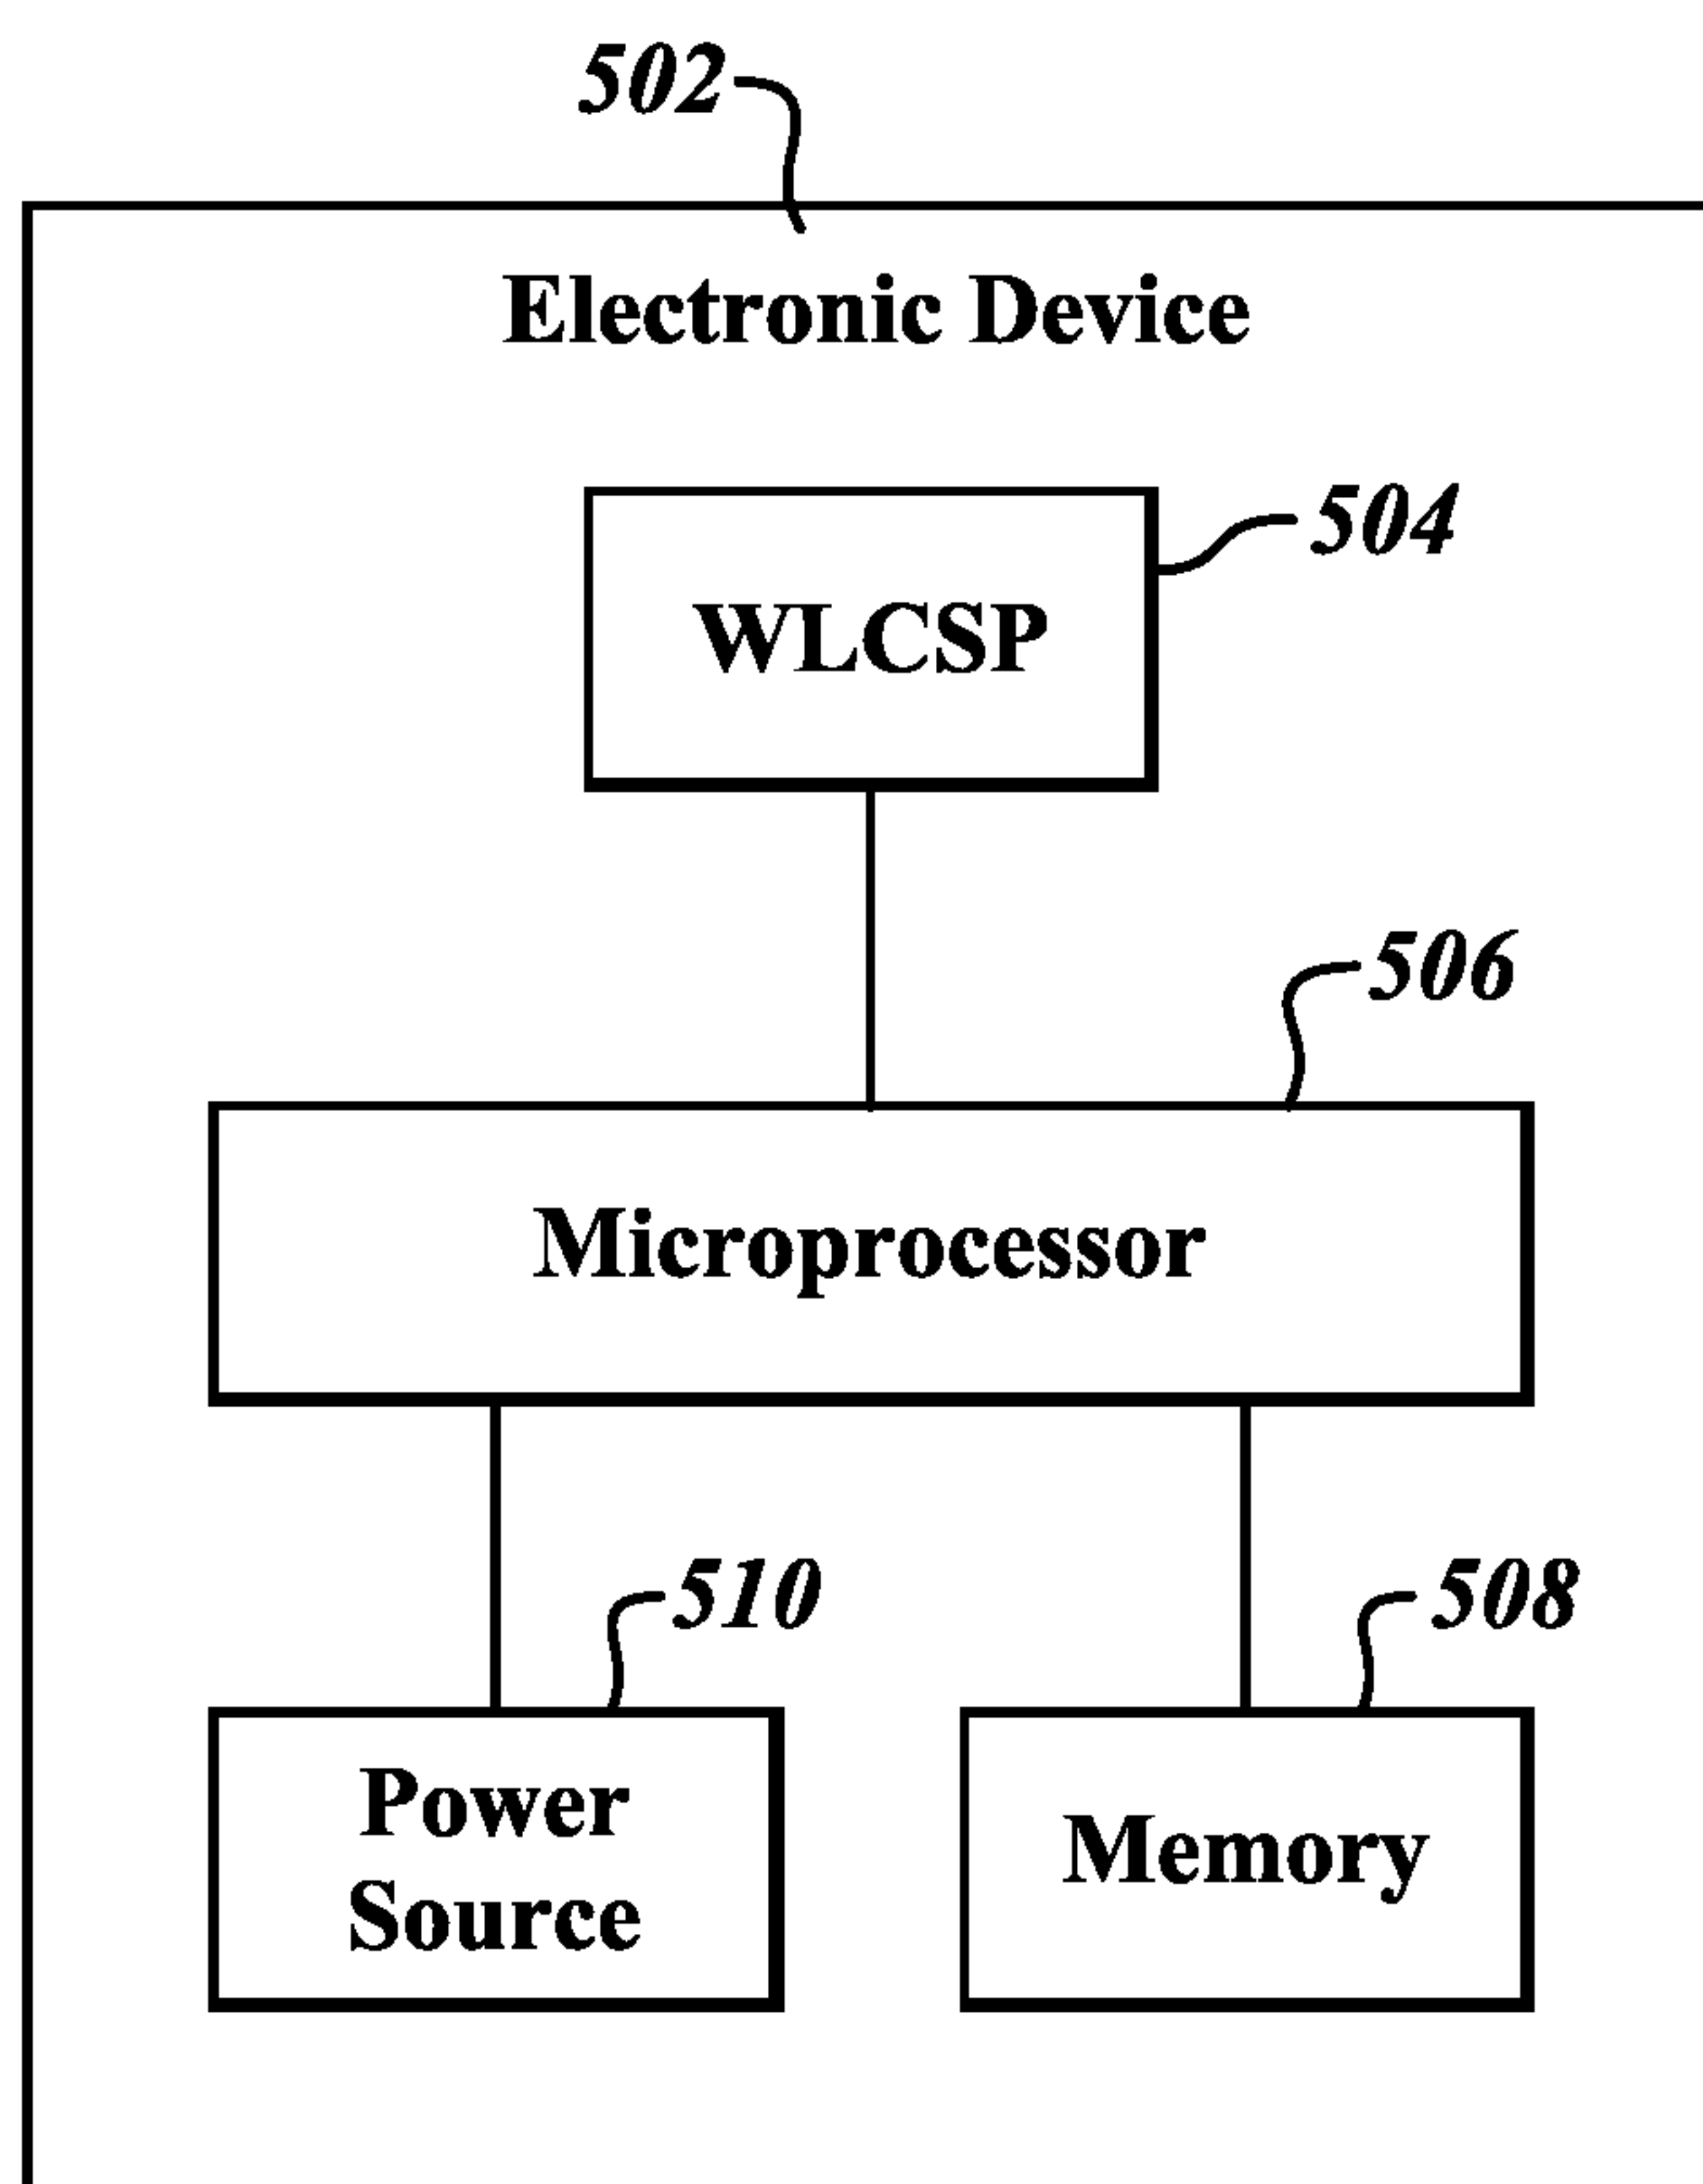 502
Electronic Device
WLCSP
504
506
Microprocessor
510
508
Power
Source
Memory